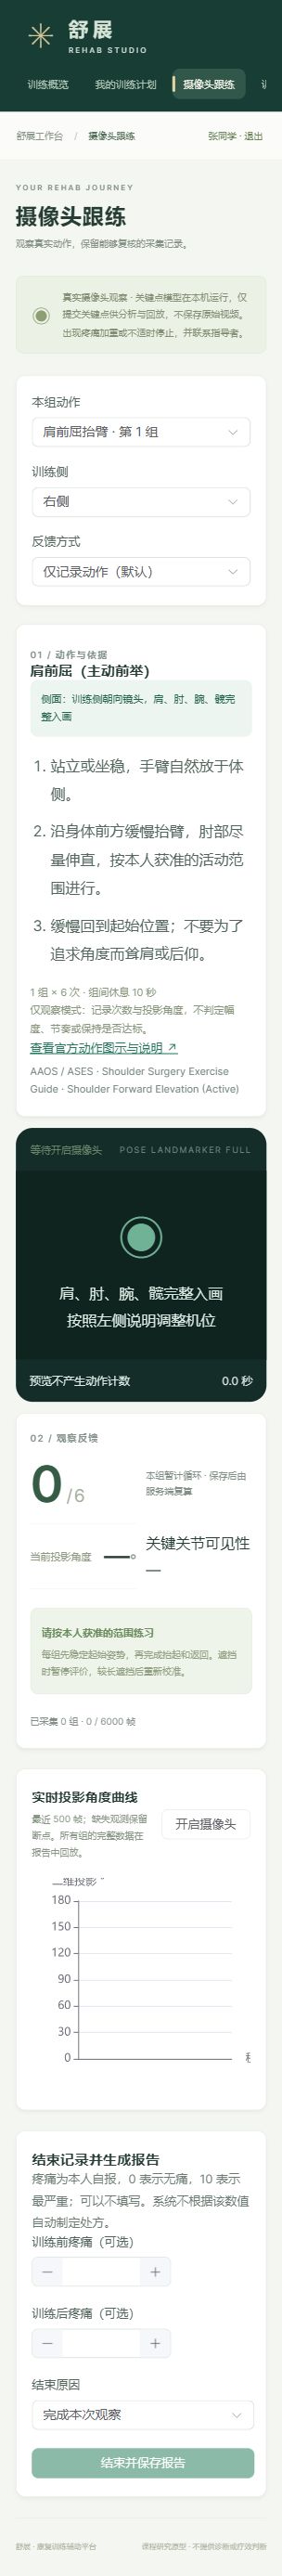 舒展
REHAB STUDIO
训练概览 我的训练计划 摄像头跟练
舒展工作台 / 摄像头跟练 张同学 · 退出
YOUR REHAB JOURNEY
摄像头跟练
观察真实动作，保留能够复核的采集记录。
真实摄像头观察 · 关键点模型在本机运行，仅
提交关键点供分析与回放，不保存原始视频。
出现疼痛加重或不适时停止，并联系指导者。
本组动作
肩前屈抬臂 · 第 1 组
训练侧
右侧
反馈方式
仅记录动作（默认）
01 / 动作与依据
肩前屈（主动前举）
侧面：训练侧朝向镜头，肩、肘、腕、髋完
整入画
1. 站立或坐稳，手臂自然放于体
侧。
2. 沿身体前方缓慢抬臂，肘部尽
量伸直，按本人获准的活动范
围进行。
3. 缓慢回到起始位置；不要为了
追求角度而耸肩或后仰。
1 组 × 6 次 · 组间休息 10 秒
仅观察模式：记录次数与投影角度，不判定幅
度、节奏或保持是否达标。
查看官方动作图示与说明 ↗
AAOS / ASES · Shoulder Surgery Exercise
Guide · Shoulder Forward Elevation (Active)
等待开启摄像头 POSE LANDMARKER FULL
肩、肘、腕、髋完整入画
按照左侧说明调整机位
预览不产生动作计数 0.0 秒
02 / 观察反馈
0 /6 本组暂计循环 · 保存后由
服务端复算
当前投影角度 —° 关键关节可见性
—
请按本人获准的范围练习
每组先稳定起始姿势，再完成抬起和返回。遮挡
时暂停评价，较长遮挡后重新校准。
已采集 0 组 · 0 / 6000 帧
实时投影角度曲线
最近 500 帧；缺失观测保留
断点。所有组的完整数据在
报告中回放。
开启摄像头
二维投影 °
180
150
120
90
60
30
0
结束记录并生成报告
疼痛为本人自报，0 表示无痛，10 表示
最严重；可以不填写。系统不根据该数值
自动制定处方。
训练前疼痛（可选）
− +
训练后疼痛（可选）
− +
结束原因
完成本次观察
结束并保存报告
舒展 · 康复训练辅助平台 课程研究原型 · 不提供诊断或疗效判断